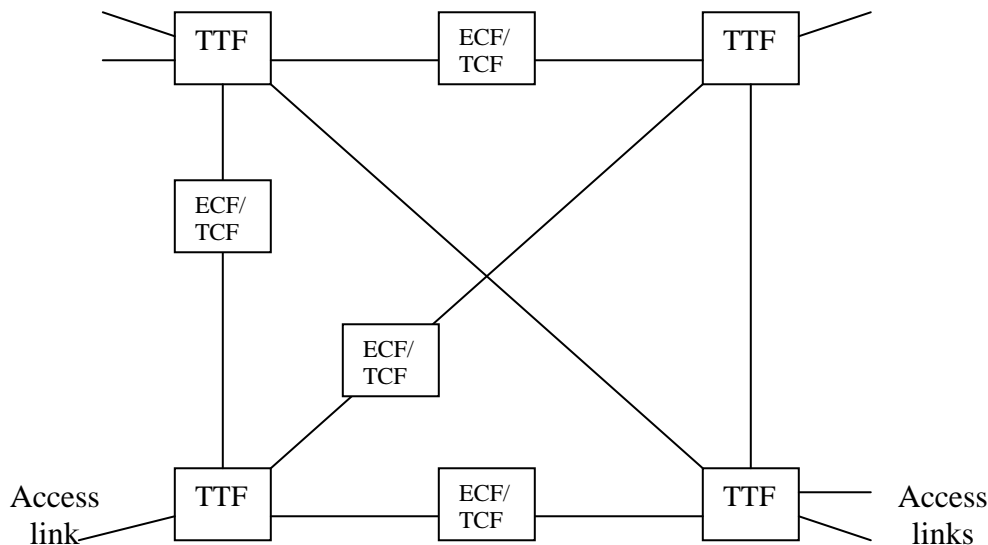 TTF
ECF/
TCF
TTF
ECF/
TCF
ECF/
TCF
Access
link
TTF
ECF/
TCF
TTF
Access
links